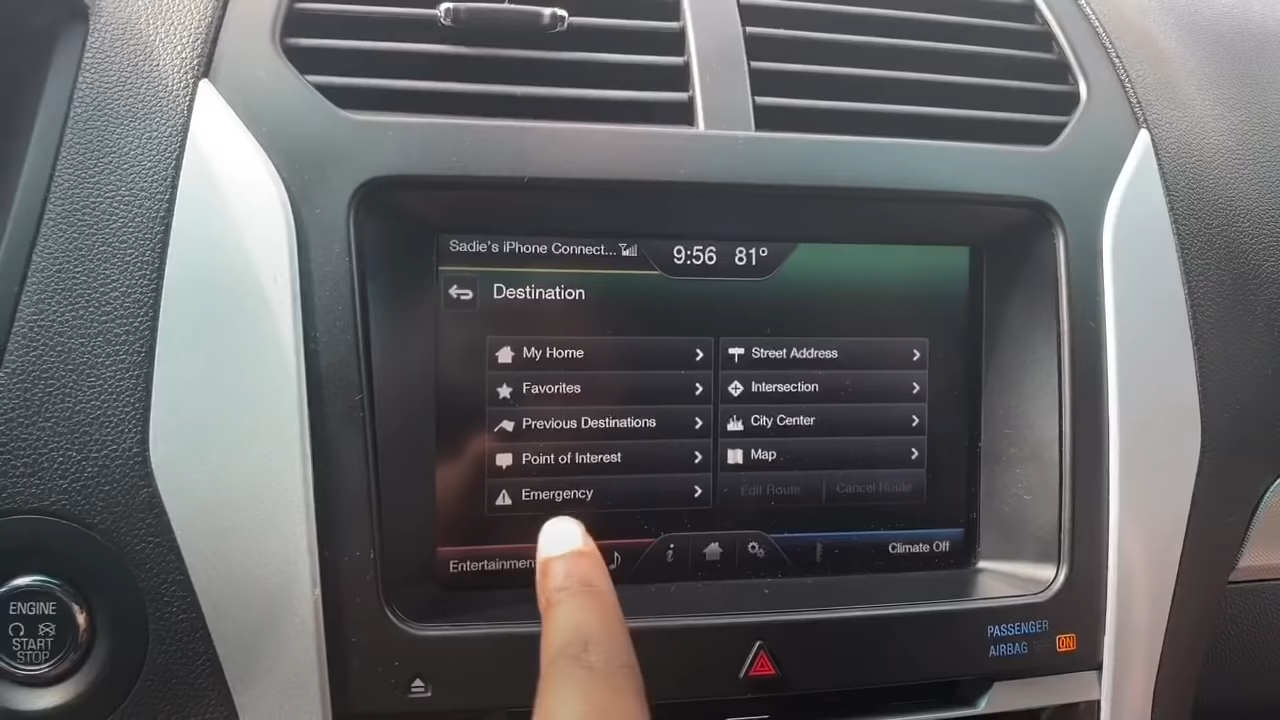 Sadie's iPhone Connect...
9:56 81°
Destination
My Home
Street Address
Favorites
Intersection
Previous Destinations
City Center
Point of Interest
Map
Emergency
Edit Route
Cancel Route
Climate Off
ENGINE
START
STOP
PASSENGER
AIRBAG
ON